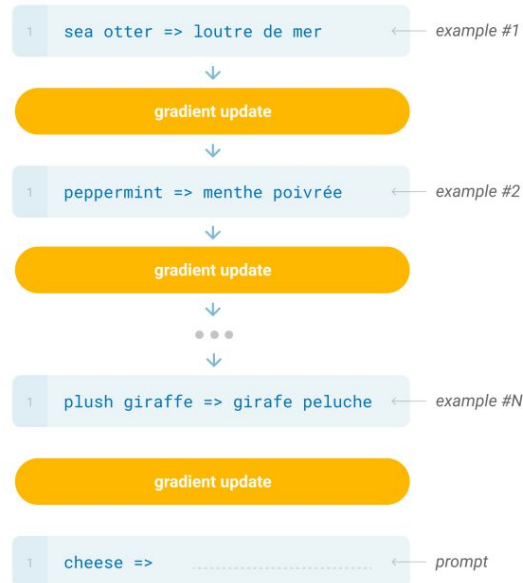 1 sea otter => loutre de mer example #1
gradient update
1 peppermint => menthe poivrée example #2
gradient update
1 plush giraffe => girafe peluche example #N
gradient update
1 cheese => prompt